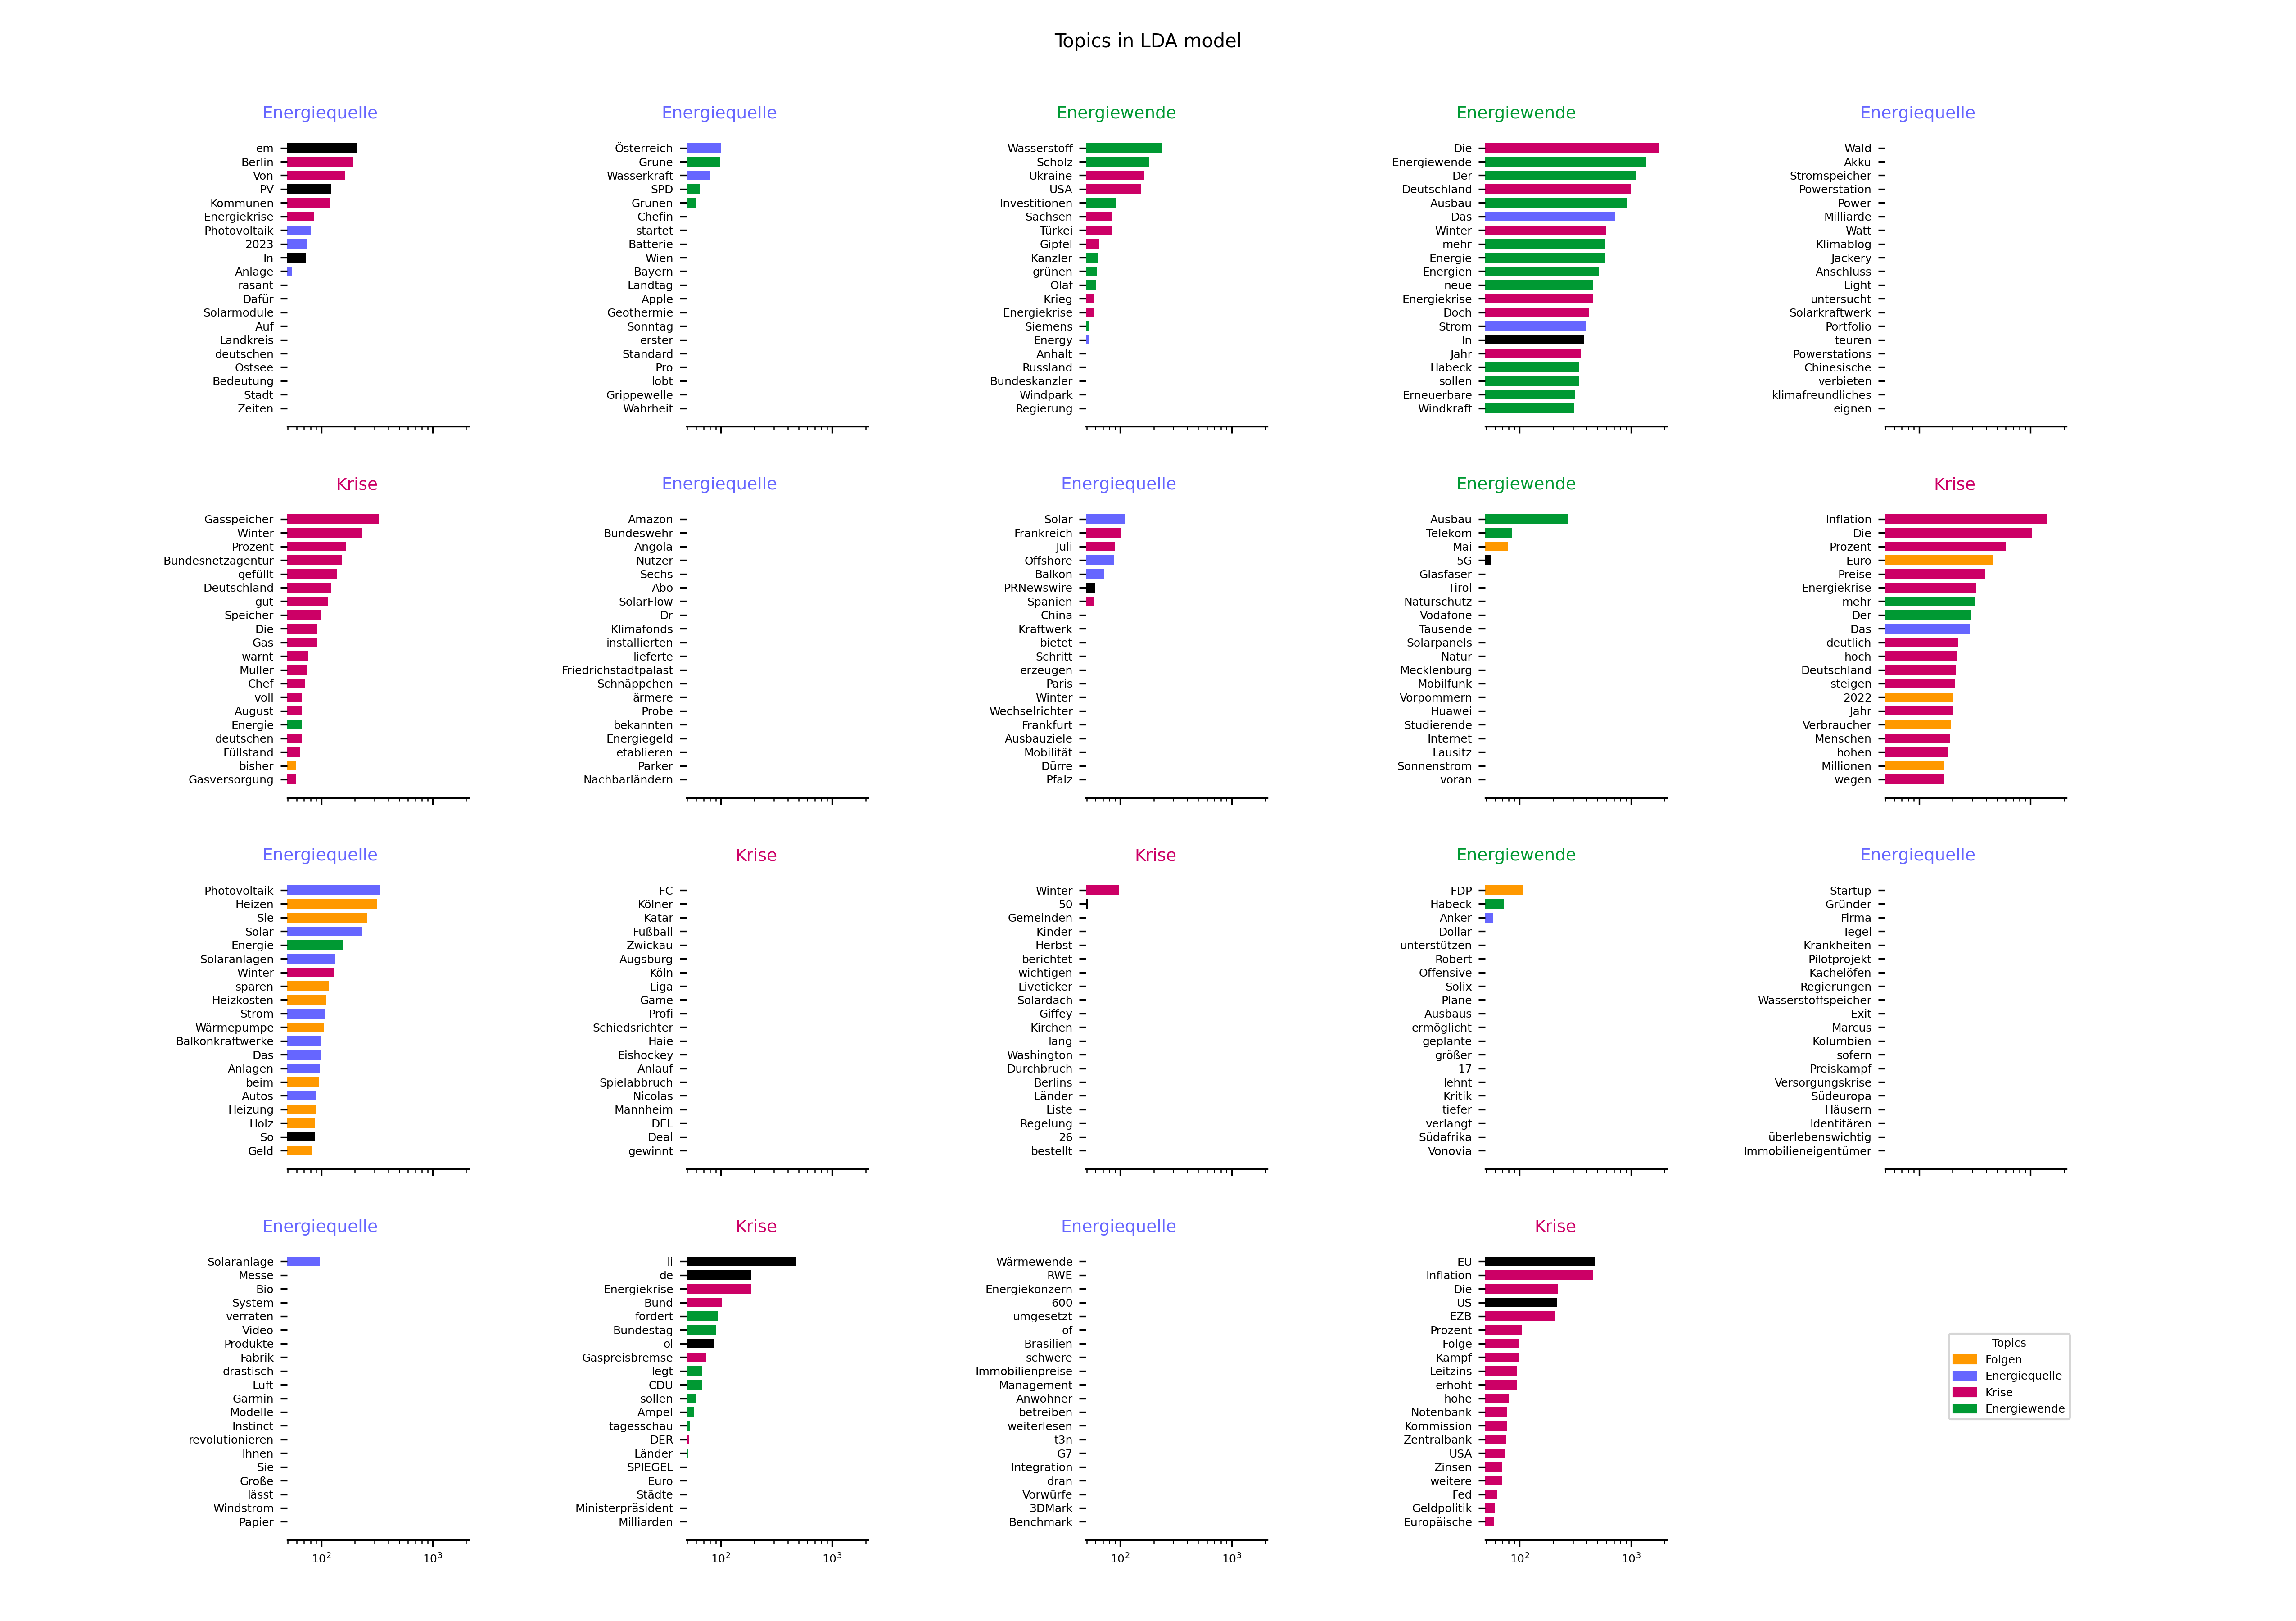 Topics in LDA model
Energiequelle
em
Berlin
Von
PV
Kommunen
Energiekrise
Photovoltaik
2023
In
Anlage
rasant
Dafür
Solarmodule
Auf
Landkreis
deutschen
Ostsee
Bedeutung
Stadt
Zeiten
Energiequelle
Österreich
Grüne
Wasserkraft
SPD
Grünen
Chefin
startet
Batterie
Wien
Bayern
Landtag
Apple
Geothermie
Sonntag
erster
Standard
Pro
lobt
Grippewelle
Wahrheit
Energiewende
Wasserstoff
Scholz
Ukraine
USA
Investitionen
Sachsen
Türkei
Gipfel
Kanzler
grünen
Olaf
Krieg
Energiekrise
Siemens
Energy
Anhalt
Russland
Bundeskanzler
Windpark
Regierung
Energiewende
Die
Energiewende
Der
Deutschland
Ausbau
Das
Winter
mehr
Energie
Energien
neue
Energiekrise
Doch
Strom
In
Jahr
Habeck
sollen
Erneuerbare
Windkraft
Energiequelle
Wald
Akku
Stromspeicher
Powerstation
Power
Milliarde
Watt
Klimablog
Jackery
Anschluss
Light
untersucht
Solarkraftwerk
Portfolio
teuren
Powerstations
Chinesische
verbieten
klimafreundliches
eignen
Krise
Gasspeicher
Winter
Prozent
Bundesnetzagentur
gefüllt
Deutschland
gut
Speicher
Die
Gas
warnt
Müller
Chef
voll
August
Energie
deutschen
Füllstand
bisher
Gasversorgung
Energiequelle
Amazon
Bundeswehr
Angola
Nutzer
Sechs
Abo
SolarFlow
Dr
Klimafonds
installierten
lieferte
Friedrichstadtpalast
Schnäppchen
ärmere
Probe
bekannten
Energiegeld
etablieren
Parker
Nachbarländern
Energiequelle
Solar
Frankreich
Juli
Offshore
Balkon
PRNewswire
Spanien
China
Kraftwerk
bietet
Schritt
erzeugen
Paris
Winter
Wechselrichter
Frankfurt
Ausbauziele
Mobilität
Dürre
Pfalz
Energiewende
Ausbau
Telekom
Mai
5G
Glasfaser
Tirol
Naturschutz
Vodafone
Tausende
Solarpanels
Natur
Mecklenburg
Mobilfunk
Vorpommern
Huawei
Studierende
Internet
Lausitz
Sonnenstrom
voran
Krise
Inflation
Die
Prozent
Euro
Preise
Energiekrise
mehr
Der
Das
deutlich
hoch
Deutschland
steigen
2022
Jahr
Verbraucher
Menschen
hohen
Millionen
wegen
Energiequelle
Photovoltaik
Heizen
Sie
Solar
Energie
Solaranlagen
Winter
sparen
Heizkosten
Strom
Wärmepumpe
Balkonkraftwerke
Das
Anlagen
beim
Autos
Heizung
Holz
So
Geld
Krise
FC
Kölner
Katar
Fußball
Zwickau
Augsburg
Köln
Liga
Game
Profi
Schiedsrichter
Haie
Eishockey
Anlauf
Spielabbruch
Nicolas
Mannheim
DEL
Deal
gewinnt
Krise
Winter
50
Gemeinden
Kinder
Herbst
berichtet
wichtigen
Liveticker
Solardach
Giffey
Kirchen
lang
Washington
Durchbruch
Berlins
Länder
Liste
Regelung
26
bestellt
Energiewende
FDP
Habeck
Anker
Dollar
unterstützen
Robert
Offensive
Solix
Pläne
Ausbaus
ermöglicht
geplante
größer
17
lehnt
Kritik
tiefer
verlangt
Südafrika
Vonovia
Energiequelle
Startup
Gründer
Firma
Tegel
Krankheiten
Pilotprojekt
Kachelöfen
Regierungen
Wasserstoffspeicher
Exit
Marcus
Kolumbien
sofern
Preiskampf
Versorgungskrise
Südeuropa
Häusern
Identitären
überlebenswichtig
Immobilieneigentümer
Energiequelle
Solaranlage
Messe
Bio
System
verraten
Video
Produkte
Fabrik
drastisch
Luft
Garmin
Modelle
Instinct
revolutionieren
Ihnen
Sie
Große
lässt
Windstrom
Papier
10² 10³
Krise
li
de
Energiekrise
Bund
fordert
Bundestag
ol
Gaspreisbremse
legt
CDU
sollen
Ampel
tagesschau
DER
Länder
SPIEGEL
Euro
Städte
Ministerpräsident
Milliarden
10² 10³
Energiequelle
Wärmewende
RWE
Energiekonzern
600
umgesetzt
of
Brasilien
schwere
Immobilienpreise
Management
Anwohner
betreiben
weiterlesen
t3n
G7
Integration
dran
Vorwürfe
3DMark
Benchmark
10² 10³
Krise
EU
Inflation
Die
US
EZB
Prozent
Folge
Kampf
Leitzins
erhöht
hohe
Notenbank
Kommission
Zentralbank
USA
Zinsen
weitere
Fed
Geldpolitik
Europäische
10² 10³
Topics
Folgen
Energiequelle
Krise
Energiewende